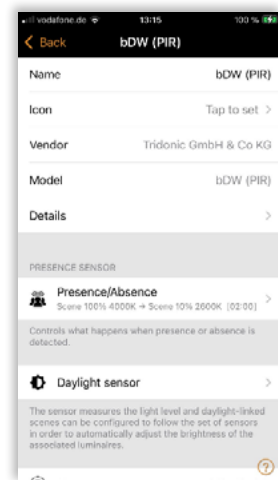 vodafone.de 13:15 100 %
Back bDW (PIR)
Name bDW (PIR)
Icon Tap to set
Vendor Tridonic GmbH & Co KG
Model bDW (PIR)
Details
PRESENCE SENSOR
Presence/Absence
Scene 100% 4000K → Scene 10% 2600K [02:00]
Controls what happens when presence or absence is
detected.
Daylight sensor
The sensor measures the light level and daylight-linked
scenes can be configured to follow the set of sensors
in order to automatically adjust the brightness of the
associated luminaires.
?